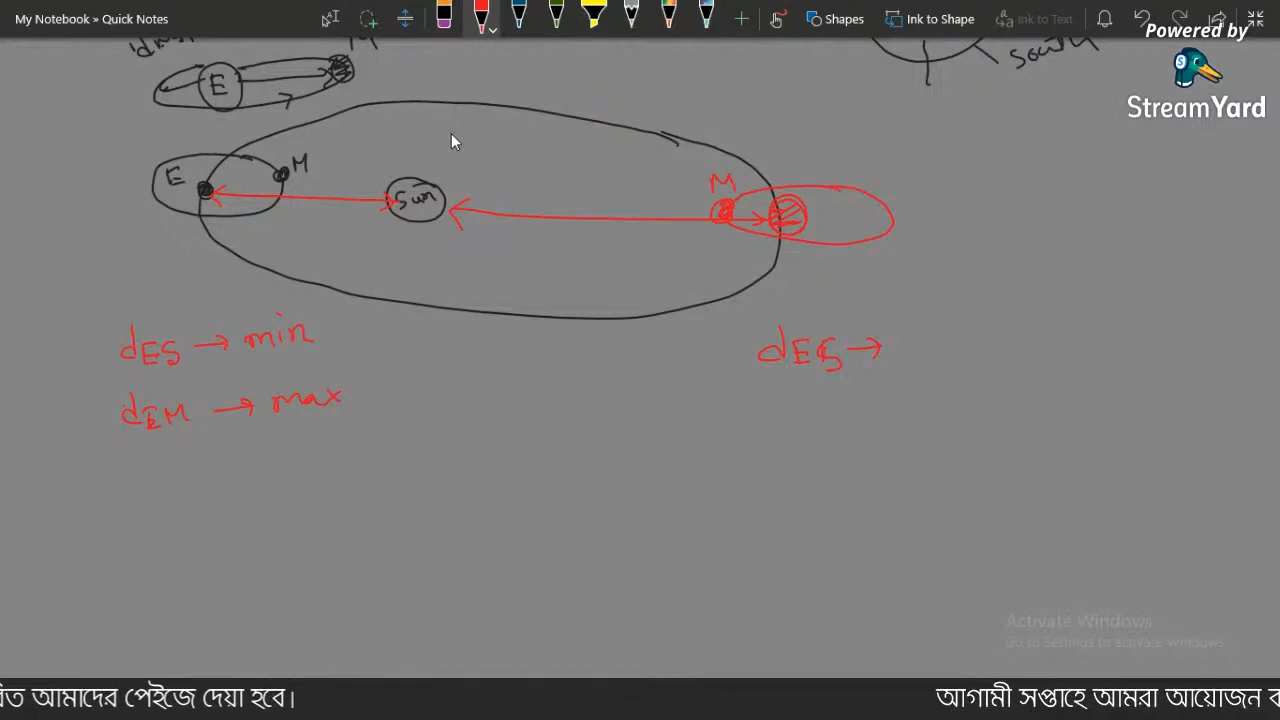 My Notebook » Quick Notes
Shapes
Ink to Shape
Ink to Text
Powered by
StreamYard
South
E
E
M
Sun
M
dES → min
dES →
dEM → max
Activate Windows
Go to Settings to activate Windows.
আমাদের পেইজে দেয়া হবে।
আগামী সপ্তাহে আমরা আয়োজন